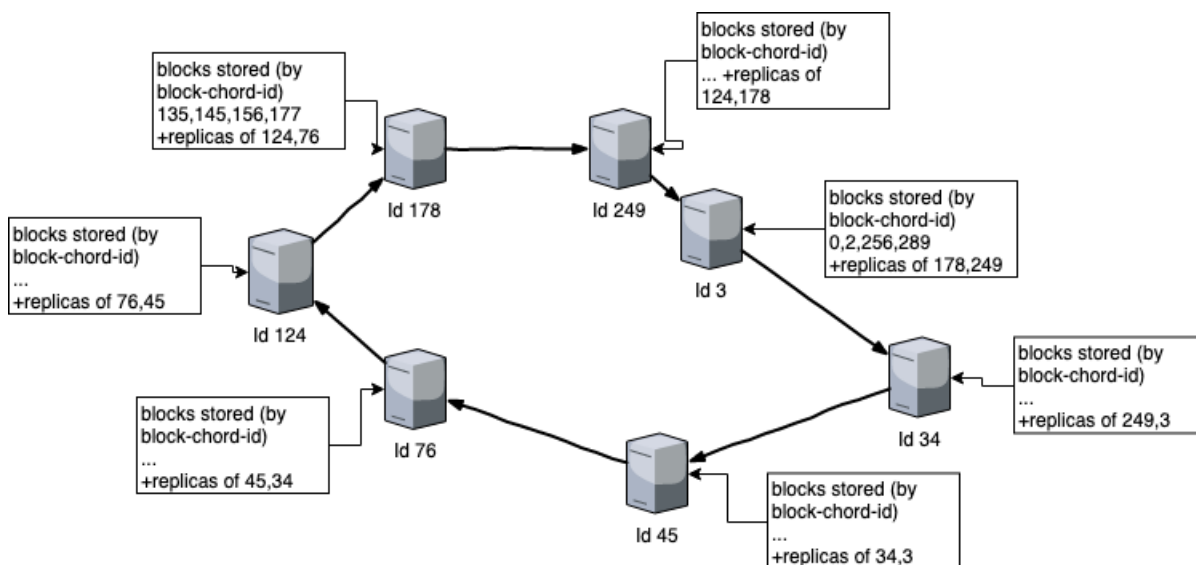 blocks stored (by
block-chord-id)
135,145,156,177
+replicas of 124,76
Id 178
blocks stored (by
block-chord-id)
... +replicas of
124,178
Id 249
blocks stored (by
block-chord-id)
0,2,256,289
+replicas of 178,249
Id 3
blocks stored (by
block-chord-id)
...
+replicas of 76,45
Id 124
blocks stored (by
block-chord-id)
...
+replicas of 249,3
Id 34
blocks stored (by
block-chord-id)
...
+replicas of 45,34
Id 76
blocks stored (by
block-chord-id)
...
+replicas of 34,3
Id 45